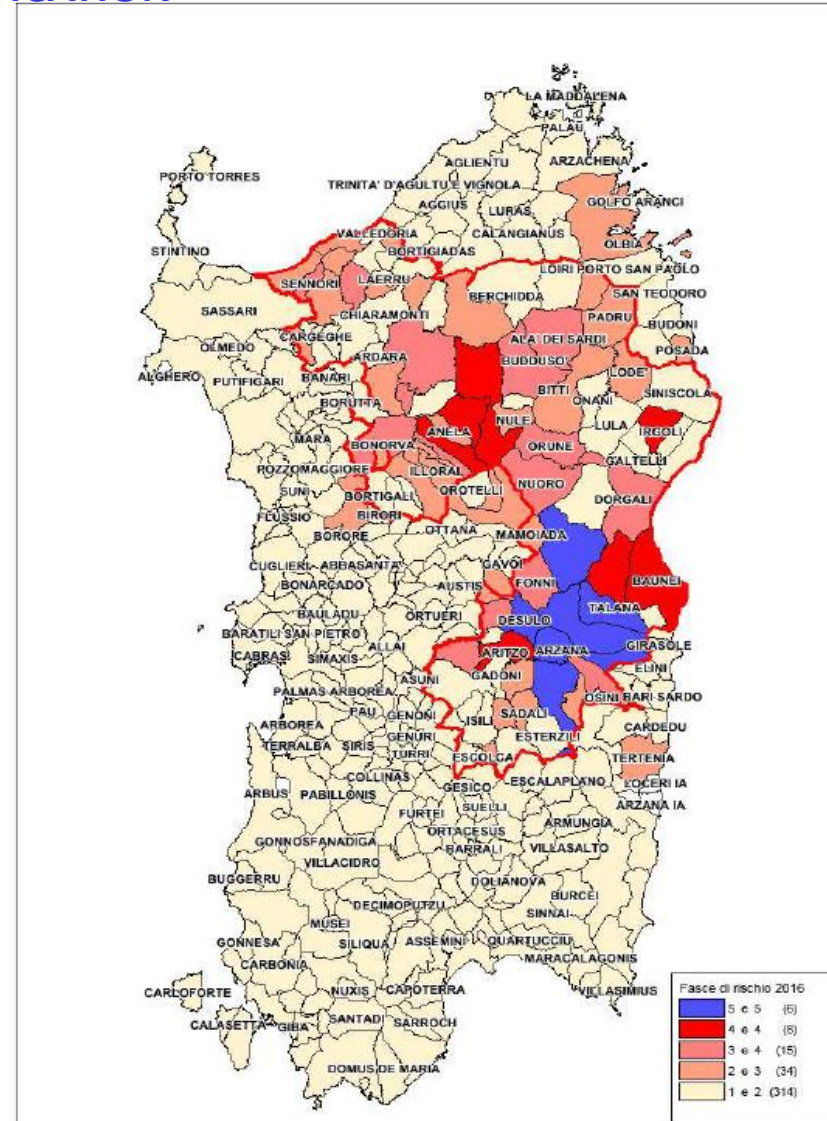 LA MADDALENA
PALAU
AGLIENTU
ARZACHENA
PORTO TORRES
TRINITA' D'AGULTU E VIGNOLA
AGGIUS
LURAS
GOLFO ARANCI
VALLEDORIA
CALANGIANUS
STINTINO
BORTIGIADAS
OLBIA
LOIRI PORTO SAN PAOLO
SENNORI
LAERRU
BERCHIDDA
SAN TEODORO
SASSARI
CHIARAMONTI
PADRU
BUDONI
CARGEGHE
ALA' DEI SARDI
OLMEDO
ARDARA
BUDDUSO'
POSADA
ALGHERO
BANARI
LODE'
PUTIFIGARI
BITTI
SINISCOLA
BORUTTA
ONANI
NULE
LULA
IRGOLI
MARA
ANELA
BONORVA
ORUNE
POZZOMAGGIORE
ILLORAI
GALTELLI
SUNI
BORTIGALI
OROTELLI
NUORO
DORGALI
FLUSSIO
BIRORI
BORORE
OTTANA
MAMOIADA
CUGLIERI
ABBASANTA
GAVOI
BONARCADO
AUSTIS
FONNI
BAUNEI
BAULADU
ORTUERI
DESULO
TALANA
BARATILI SAN PIETRO
ALLAI
GIRASOLE
CABRAS
SIMAXIS
ARITZO
ARZANA
ELINI
ASUNI
GADONI
PALMAS ARBOREA
OSINI
BARI SARDO
PAU
GENONI
ISILI
SADALI
ARBOREA
CARDEDU
TERRALBA
SIRIS
GENURI
ESTERZILI
TURRI
ESCOLCA
TERTENIA
COLLINAS
ESCALAPLANO
LOCERI IA
ARBUS
PABILLONIS
GESICO
SUELLI
ARZANA IA
FURTEI
ARMUNGIA
GONNOSFANADIGA
ORTACESUS
BARRALI
VILLASALTO
VILLACIDRO
BUGGERRU
DOLIANOVA
BURCEI
DECIMOPUTZU
SINNAI
MUSEI
GONNESA
SILIQUA
ASSEMINI
QUARTUCCIU
CARBONIA
MARACALAGONIS
CARLOFORTE
NUXIS
CAPOTERRA
VILLASIMIUS
CALASETTA
GIBA
SANTADI
SARROCH
DOMUS DE MARIA
Fasce di rischio 2016
5 e 5 (6)
4 e 4 (8)
3 e 4 (15)
2 e 3 (34)
1 e 2 (314)